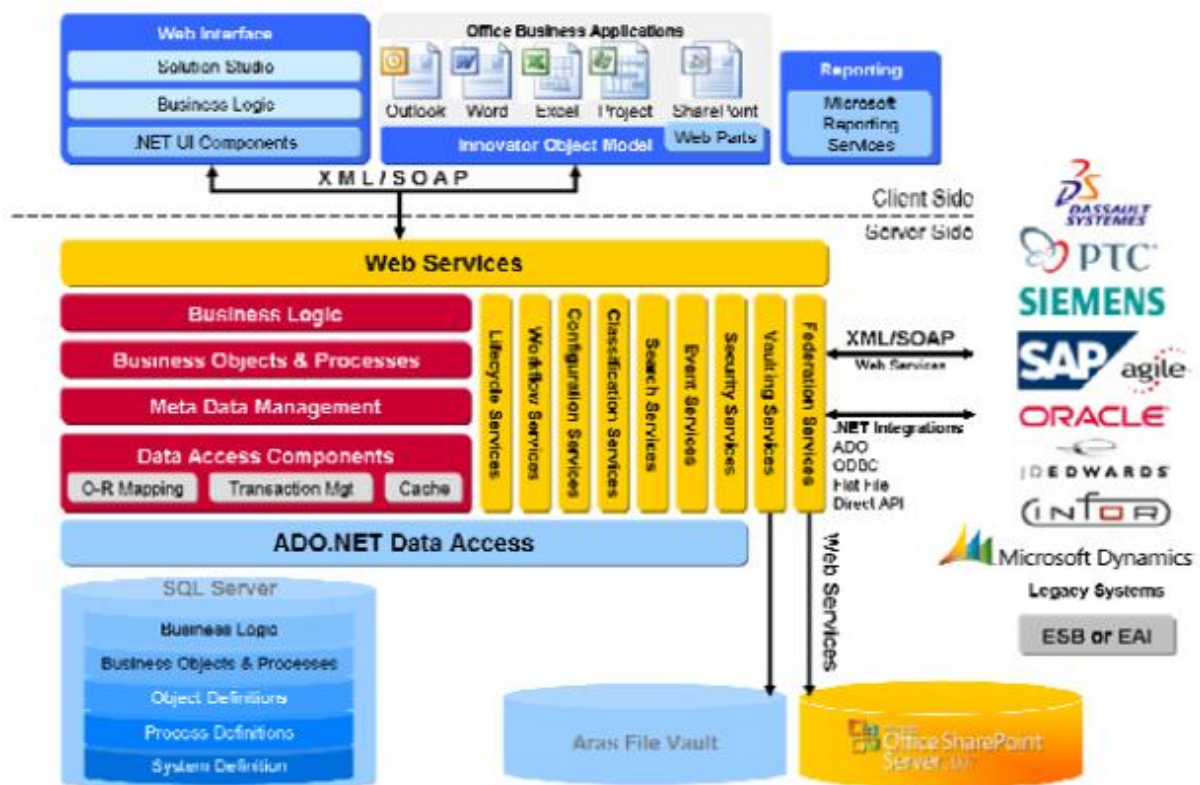 Web Interface
Solution Studio
Business Logic
.NET UI Components
Office Business Applications
Outlook Word Excel Project SharePoint
Web Parts
Innovator Object Model
Reporting
Microsoft
Reporting
Services
XML/SOAP
Client Side
Server Side
Web Services
Business Logic
Business Objects & Processes
Meta Data Management
Data Access Components
O-R Mapping
Transaction Mgt
Cache
Lifecycle Services
Workflow Services
Configuration Services
Classification Services
Search Services
Event Services
Security Services
Vaulting Services
Federation Services
XML/SOAP
Web Services
.NET Integrations
ADO
ODBC
Flat File
Direct API
DASSAULT
SYSTEMES
PTC
SIEMENS
SAP
agile
ORACLE
JDEDWARDS
INFOR
Microsoft Dynamics
Legacy Systems
ESB or EAI
ADO.NET Data Access
Web Services
SQL Server
Business Logic
Business Objects & Processes
Object Definitions
Process Definitions
System Definition
Aras File Vault
Office SharePoint
Server